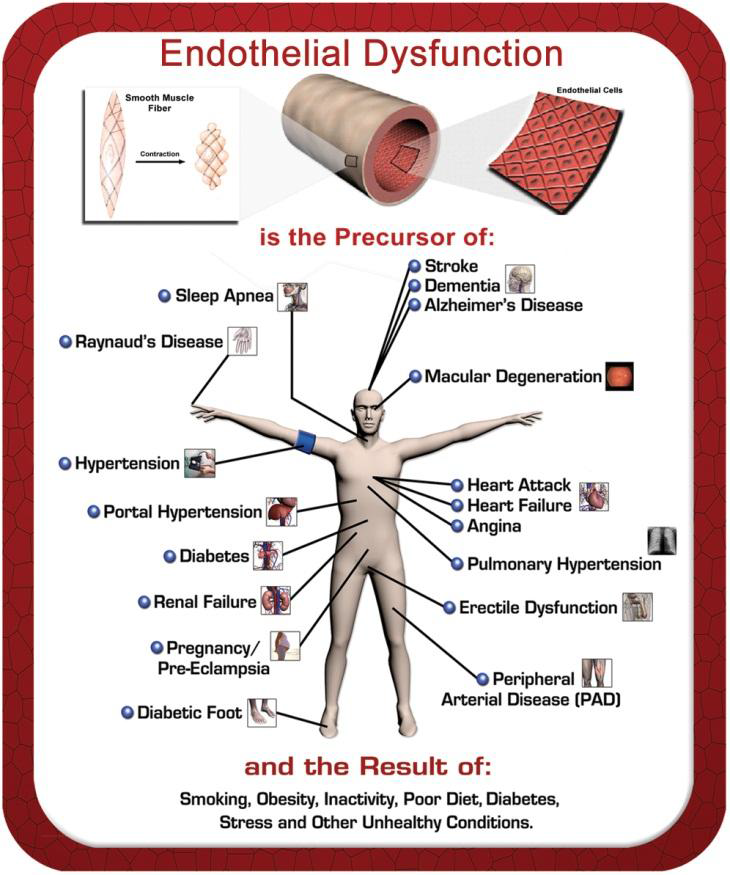 Endothelial Dysfunction
Smooth Muscle
Fiber
Contraction
Endothelial Cells
is the Precursor of:
Stroke
Dementia
Alzheimer's Disease
Sleep Apnea
Raynaud's Disease
Macular Degeneration
Hypertension
Heart Attack
Heart Failure
Angina
Portal Hypertension
Diabetes
Pulmonary Hypertension
Renal Failure
Erectile Dysfunction
Pregnancy/
Pre-Eclampsia
Peripheral
Arterial Disease (PAD)
Diabetic Foot
and the Result of:
Smoking, Obesity, Inactivity, Poor Diet, Diabetes,
Stress and Other Unhealthy Conditions.